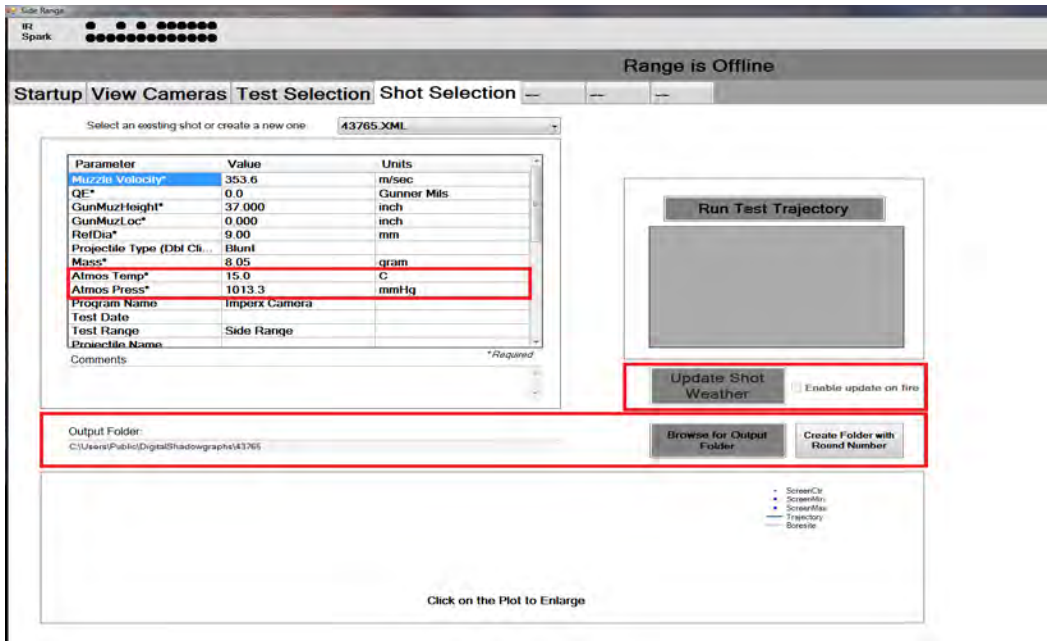 Side Range
IR
Spark
Range is Offline
Startup View Cameras Test Selection Shot Selection -- -- --
Select an existing shot or create a new one 43765.XML
Parameter Value Units
Muzzle Velocity* 353.6 m/sec
QE* 0.0 Gunner Mils
GunMuzHeight* 37.000 inch
GunMuzLoc* 0.000 inch
RefDia* 9.00 mm
Projectile Type (Dbl Cli... Blunt
Mass* 8.05 gram
Atmos Temp* 15.0 C
Atmos Press* 1013.3 mmHg
Program Name Imperx Camera
Test Date
Test Range Side Range
Projectile Name
*Required
Comments
Run Test Trajectory
Update Shot
Weather
Enable update on fire
Output Folder:
C:\Users\Public\DigitalShadowgraphs\43765
Browse for Output
Folder
Create Folder with
Round Number
ScreenCtr
ScreenMin
ScreenMax
Trajectory
Boresite
Click on the Plot to Enlarge